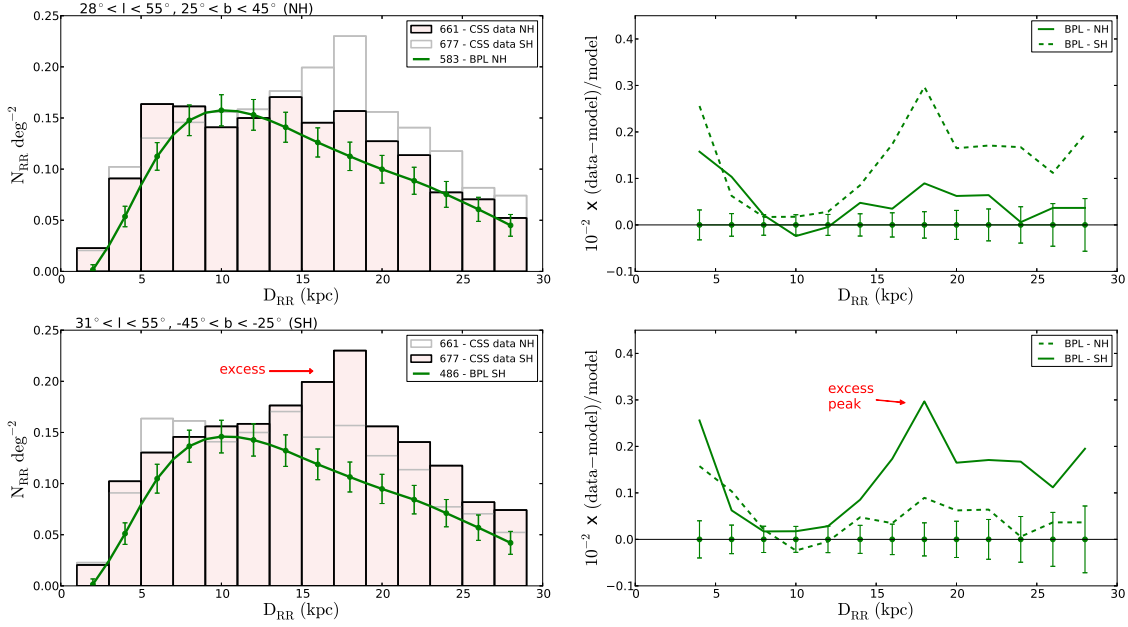 28° < l < 55°, 25° < b < 45° (NH)
0.25
0.20
0.15
0.10
0.05
0.00
N_RR deg⁻²
661 - CSS data NH
677 - CSS data SH
583 - BPL NH
0 5 10 15 20 25 30
D_RR (kpc)
0.4
0.3
0.2
0.1
0.0
−0.1
10⁻² x (data−model)/model
BPL - NH
BPL - SH
0 5 10 15 20 25 30
D_RR (kpc)
31° < l < 55°, -45° < b < -25° (SH)
0.25
0.20
0.15
0.10
0.05
0.00
N_RR deg⁻²
661 - CSS data NH
677 - CSS data SH
486 - BPL SH
excess
0 5 10 15 20 25 30
D_RR (kpc)
0.4
0.3
0.2
0.1
0.0
−0.1
10⁻² x (data−model)/model
BPL - NH
BPL - SH
excess
peak
0 5 10 15 20 25 30
D_RR (kpc)